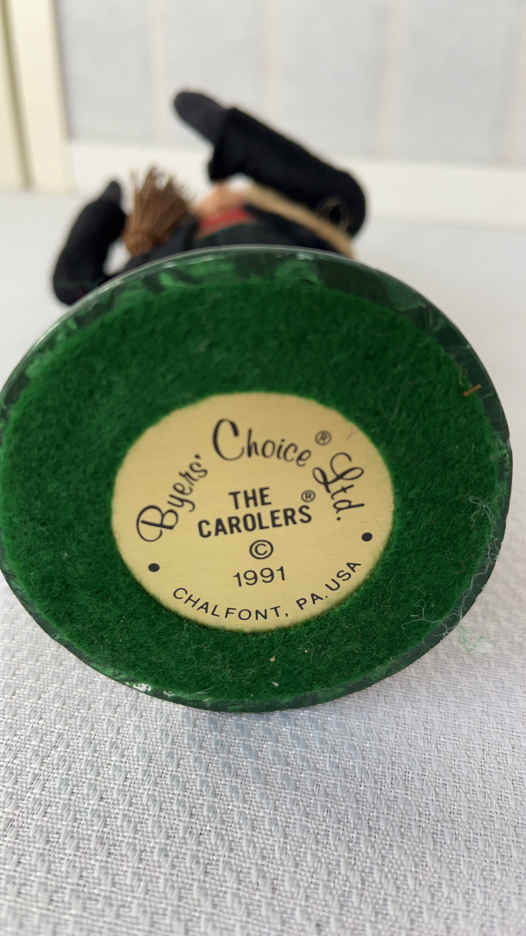 Byers' Choice® Ltd.
THE
CAROLERS®
©
1991
CHALFONT, PA. USA